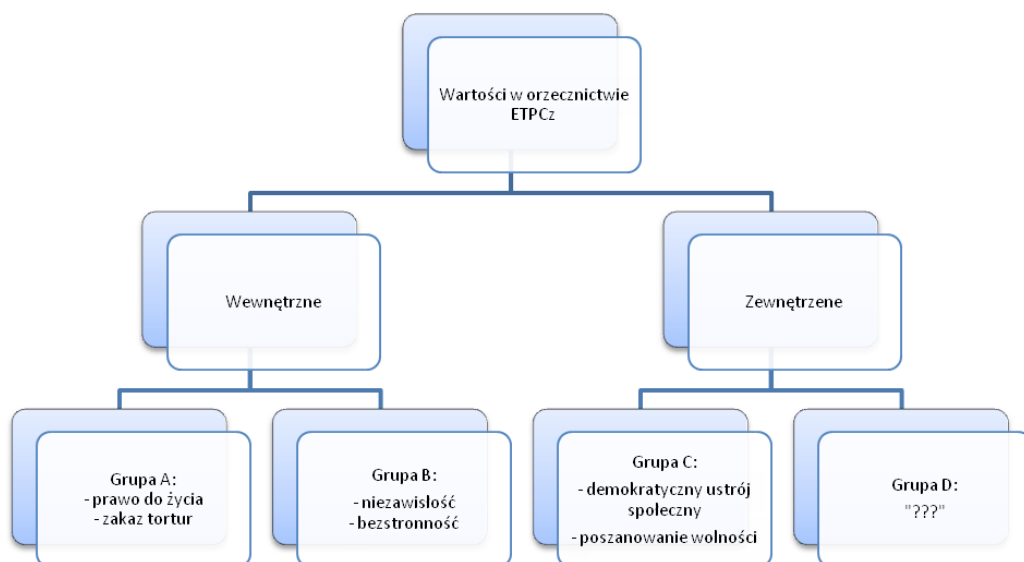 Wartości w orzecznictwie
ETPCz
Wewnętrzne
Zewnętrzene
Grupa A:
- prawo do życia
- zakaz tortur
Grupa B:
- niezawisłość
- bezstronność
Grupa C:
- demokratyczny ustrój
społeczny
- poszanowanie wolności
Grupa D:
"???"